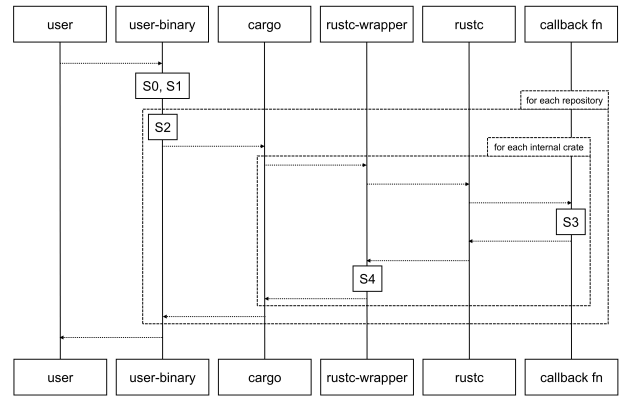 user
user-binary
cargo
rustc-wrapper
rustc
callback fn
S0, S1
for each repository
S2
for each internal crate
S3
S4
user
user-binary
cargo
rustc-wrapper
rustc
callback fn